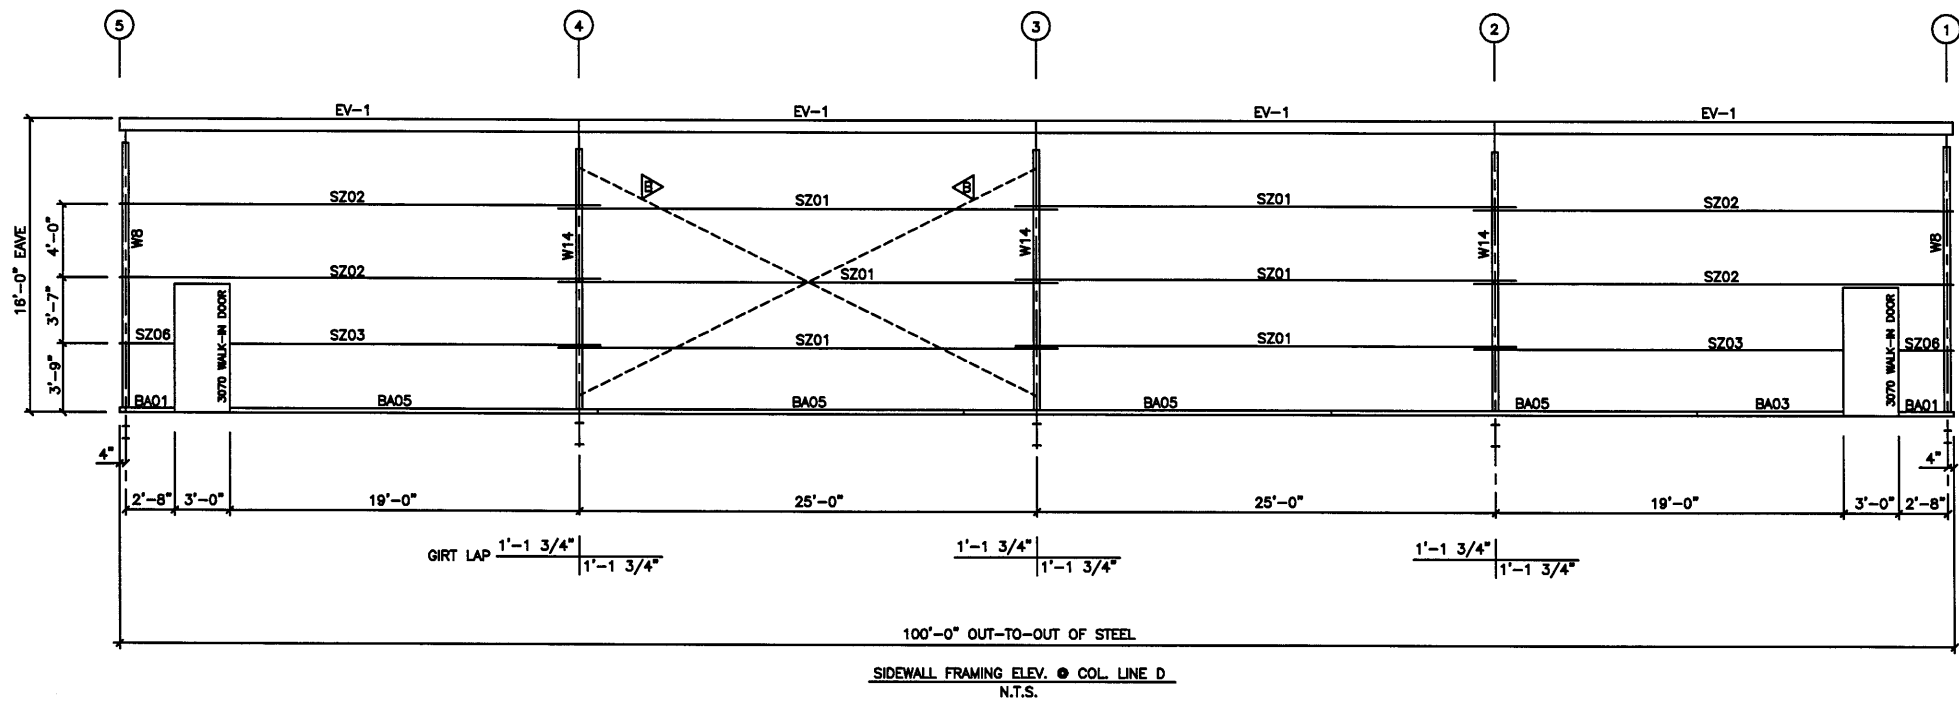 5 4 3 2 1
EV-1 EV-1 EV-1 EV-1
16'-0" EAVE
4'-0"
3'-7"
3'-9"
W8 W14 W14 W14 W8
B B
SZ02 SZ01 SZ01 SZ02
SZ02 SZ01 SZ01 SZ02
SZ06 SZ03 SZ01 SZ01 SZ03 SZ06
3070 WALK-IN DOOR
3070 WALK-IN DOOR
BA01 BA05 BA05 BA05 BA05 BA03 BA01
4" 4"
2'-8" 3'-0" 19'-0" 25'-0" 25'-0" 19'-0" 3'-0" 2'-8"
GIRT LAP 1'-1 3/4" 1'-1 3/4" 1'-1 3/4"
1'-1 3/4" 1'-1 3/4" 1'-1 3/4"
100'-0" OUT-TO-OUT OF STEEL
SIDEWALL FRAMING ELEV. @ COL. LINE D
N.T.S.